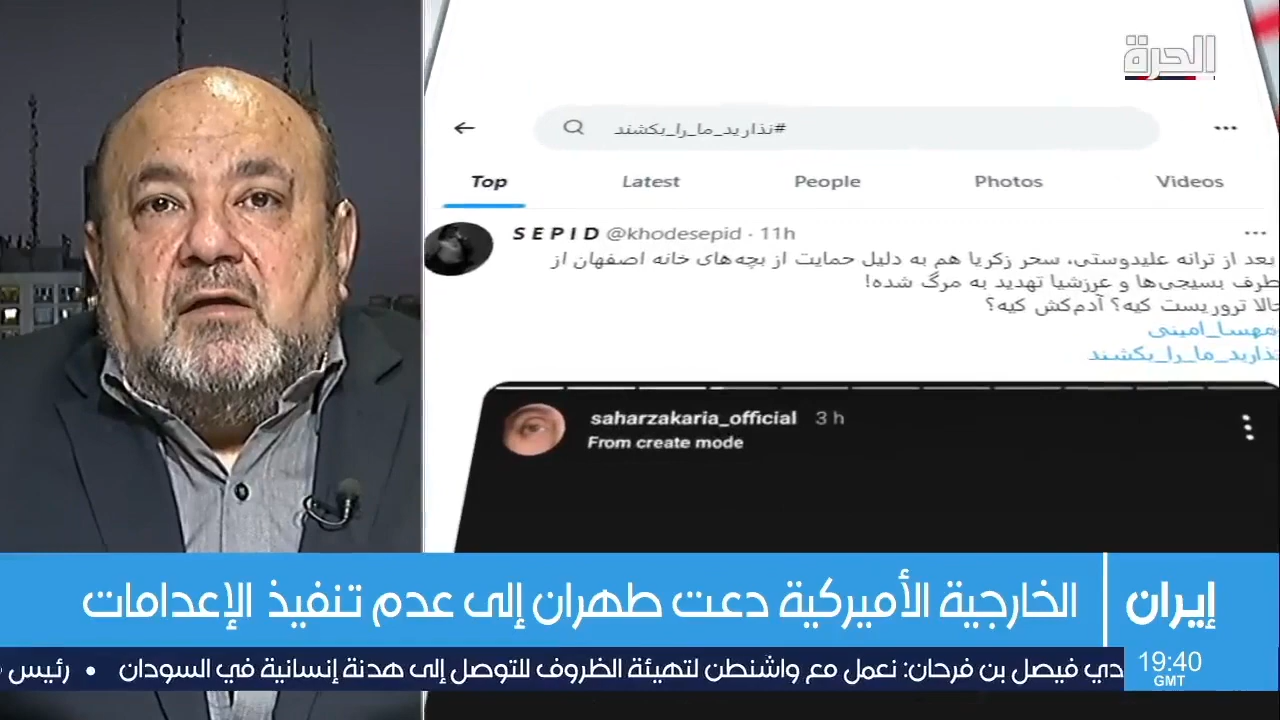 الحرة
#نذارید_ما_را_بکشند
Top Latest People Photos Videos
SEPID @khodesepid · 11h
بعد از ترانه علیدوستی، سحر زکریا هم به دلیل حمایت از بچه‌های خانه اصفهان از
طرف بسیجی‌ها و عرزشیا تهدید به مرگ شده!
حالا تروریست کیه؟ آدم‌کش کیه؟
مهسا_امینی
نذارید_ما_را_بکشند
saharzakaria_official 3 h
From create mode
إيران
الخارجية الأميركية دعت طهران إلى عدم تنفيذ الإعدامات
19:40
GMT
دي فيصل بن فرحان: نعمل مع واشنطن لتهيئة الظروف للتوصل إلى هدنة إنسانية في السودان • رئيس